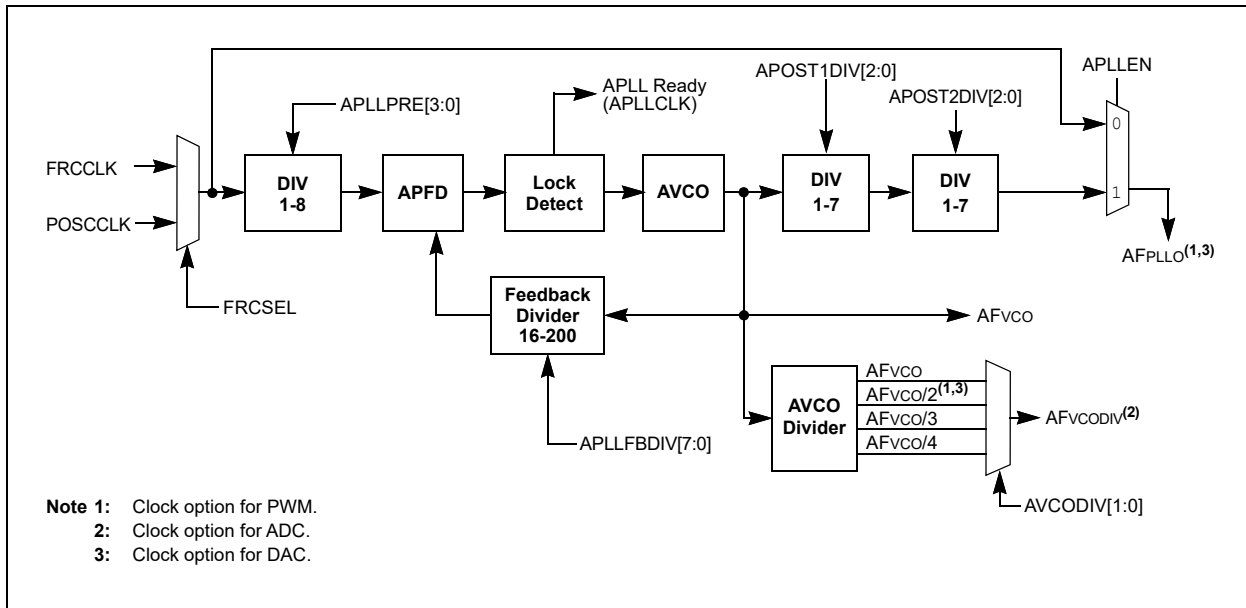 APLLEN
APOST1DIV[2:0]
APLL Ready
(APLLCLK)
APOST2DIV[2:0]
APLLPRE[3:0]
0
FRCCLK
DIV
1-8
APFD
Lock
Detect
AVCO
DIV
1-7
DIV
1-7
1
POSCCLK
AFPLLO(1,3)
FRCSEL
Feedback
Divider
16-200
AFVCO
AVCO
Divider
AFVCO
AFVCO/2(1,3)
AFVCO/3
AFVCO/4
AFVCODIV(2)
APLLFBDIV[7:0]
AVCODIV[1:0]
Note 1: Clock option for PWM.
2: Clock option for ADC.
3: Clock option for DAC.